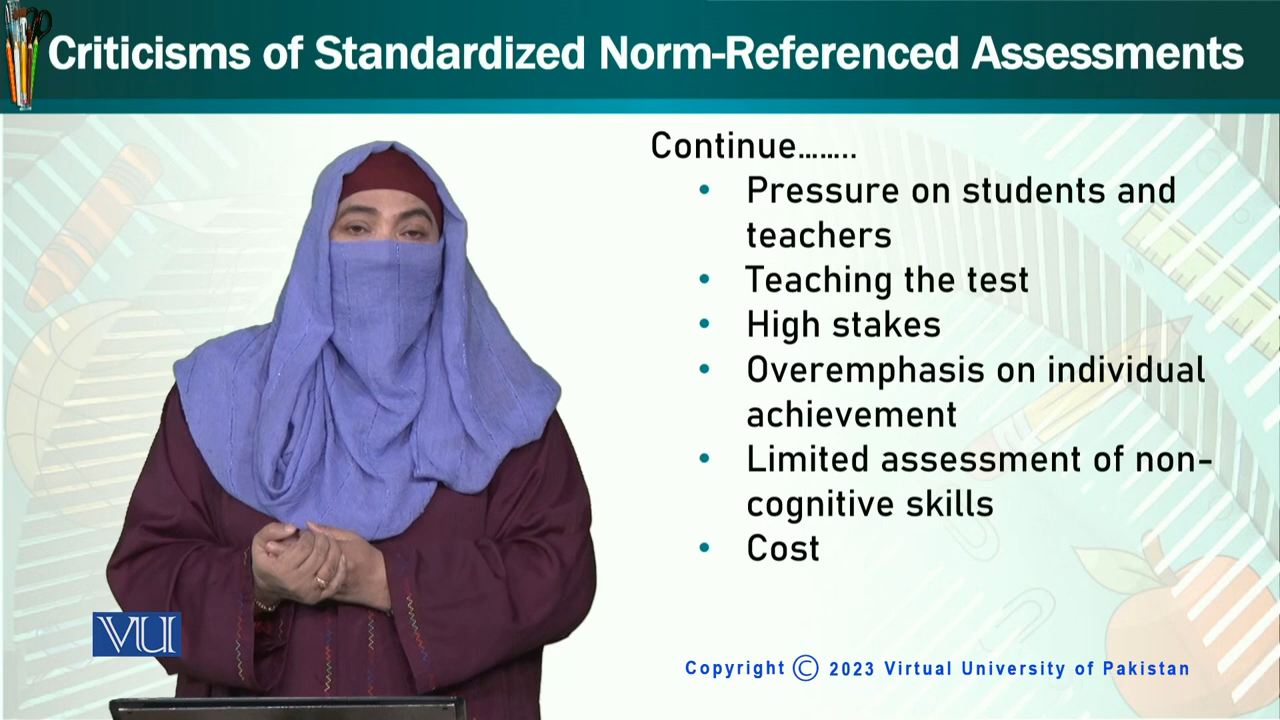 Criticisms of Standardized Norm-Referenced Assessments
Continue........
• Pressure on students and
teachers
• Teaching the test
• High stakes
• Overemphasis on individual
achievement
• Limited assessment of non-
cognitive skills
• Cost
VU
Copyright © 2023 Virtual University of Pakistan